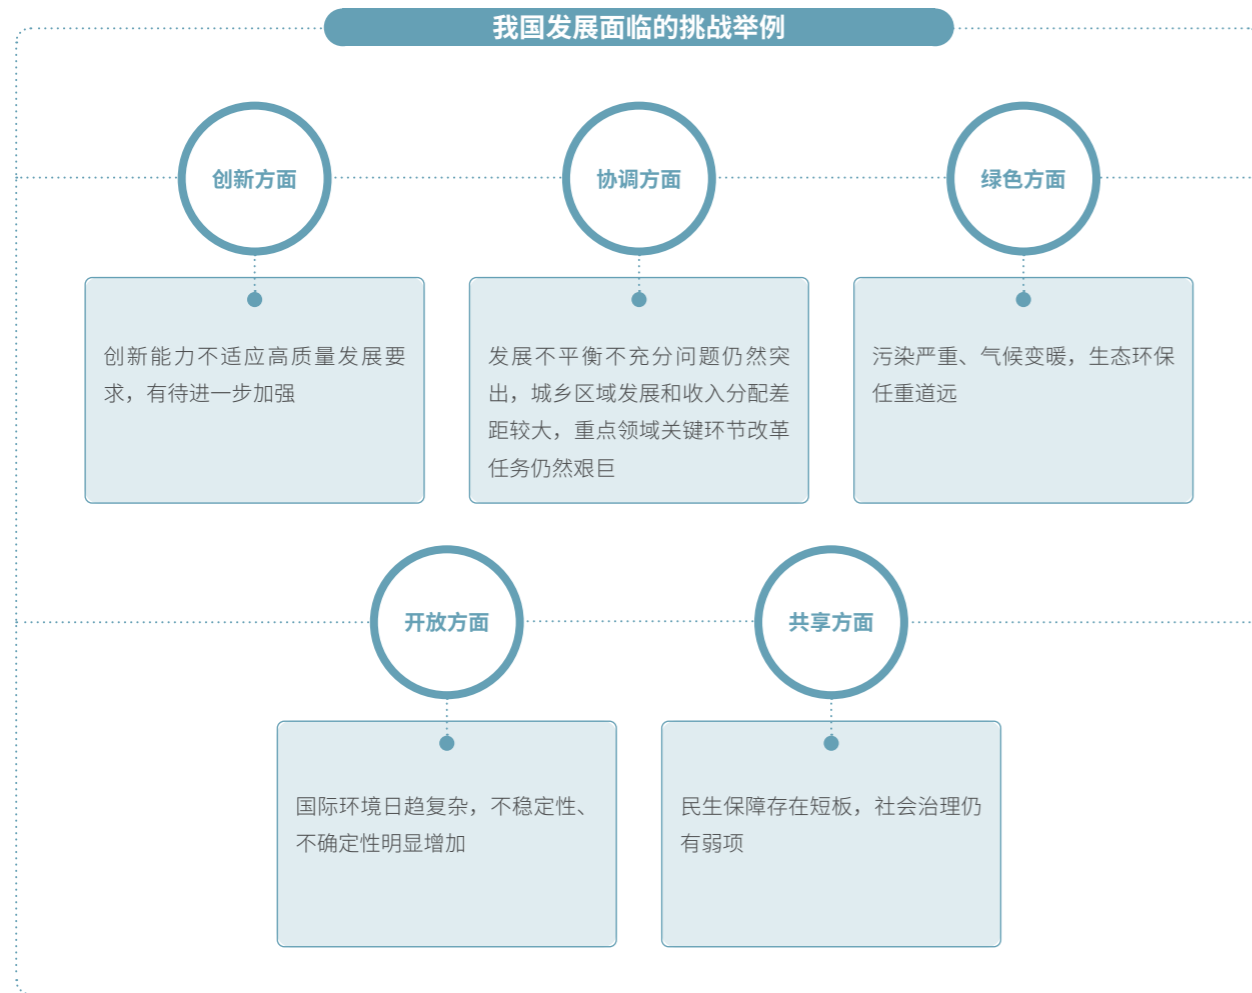 我国发展面临的挑战举例
创新方面
协调方面
绿色方面
创新能力不适应高质量发展要
求，有待进一步加强
发展不平衡不充分问题仍然突
出，城乡区域发展和收入分配差
距较大，重点领域关键环节改革
任务仍然艰巨
污染严重、气候变暖，生态环保
任重道远
开放方面
共享方面
国际环境日趋复杂，不稳定性、
不确定性明显增加
民生保障存在短板，社会治理仍
有弱项